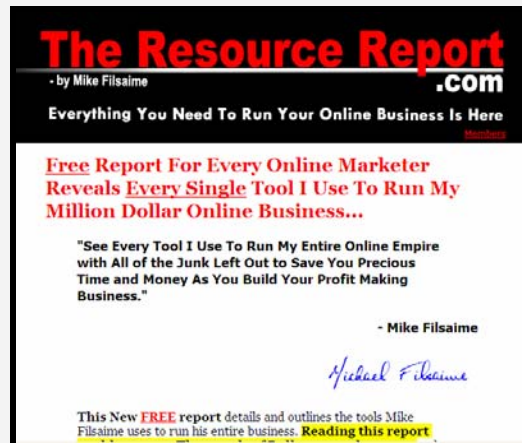 The Resource Report
- by Mike Filsaime
.com
Everything You Need To Run Your Online Business Is Here
Members
Free Report For Every Online Marketer
Reveals Every Single Tool I Use To Run My
Million Dollar Online Business...
"See Every Tool I Use To Run My Entire Online Empire
with All of the Junk Left Out to Save You Precious
Time and Money As You Build Your Profit Making
Business."
- Mike Filsaime
Michael Filsaime
This New FREE report details and outlines the tools Mike
Filsaime uses to run his entire business. Reading this report